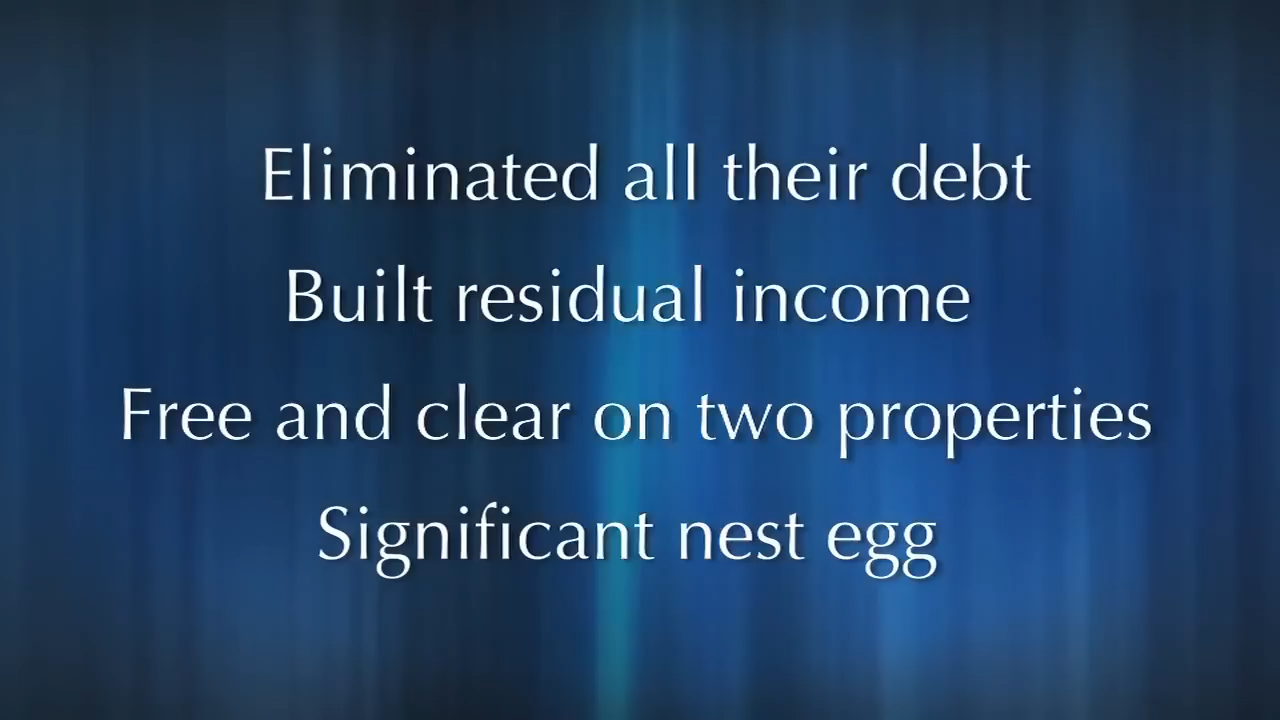 Eliminated all their debt
Built residual income
Free and clear on two properties
Significant nest egg